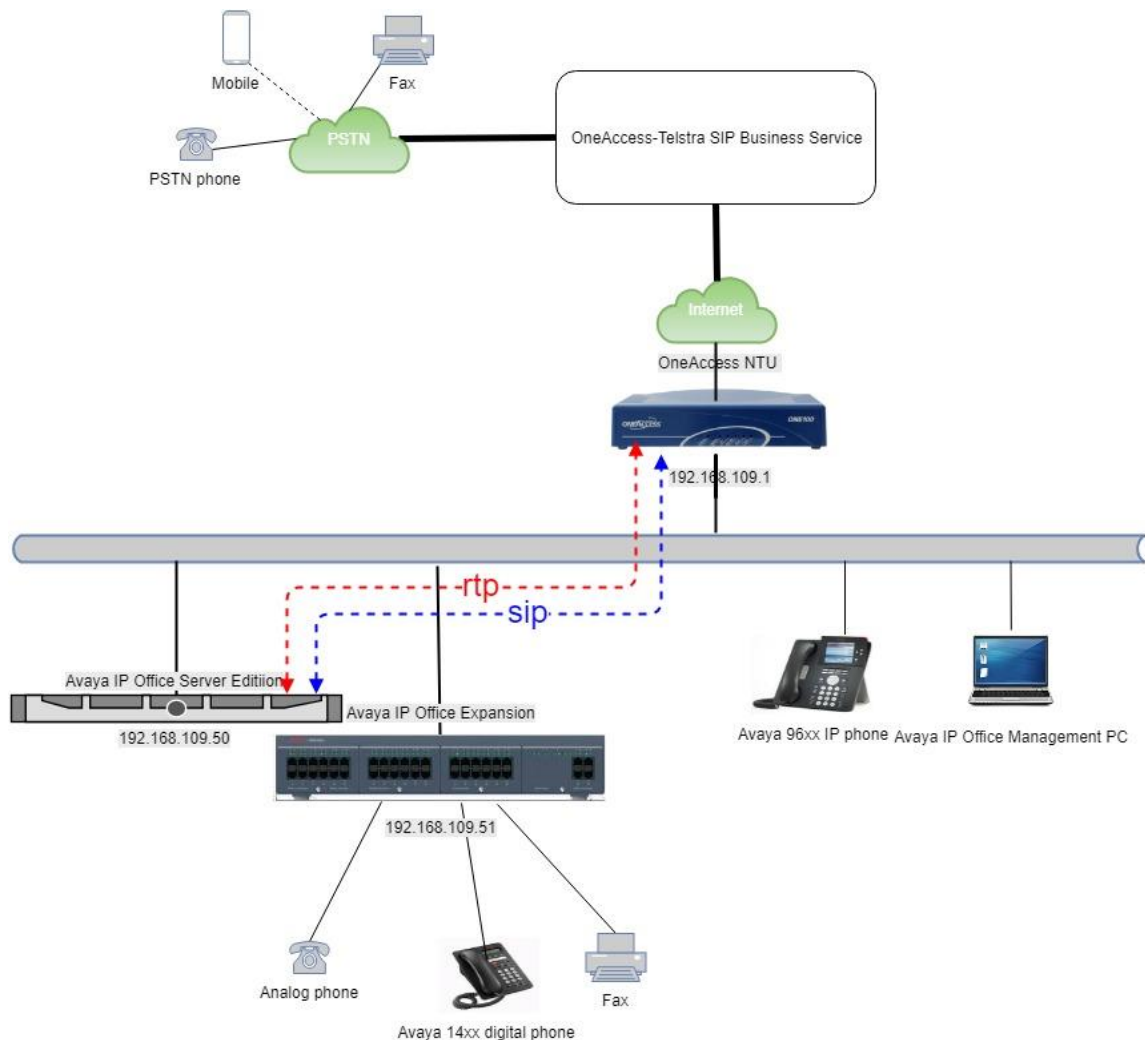 Mobile
Fax
PSTN
PSTN phone
OneAccess-Telstra SIP Business Service
Internet
OneAccess NTU
ONEACCESS
ONE100
192.168.109.1
rtp
sip
Avaya IP Office Server Editiion
192.168.109.50
Avaya IP Office Expansion
192.168.109.51
Avaya 96xx IP phone
Avaya IP Office Management PC
Analog phone
Avaya 14xx digital phone
Fax